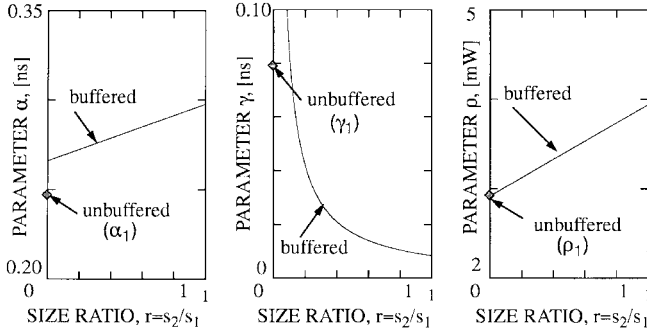 0.35
PARAMETER α, [ns]
buffered
unbuffered
(α1)
0.20
0 1 1
SIZE RATIO, r=s2/s1
0.10
PARAMETER γ, [ns]
unbuffered
(γ1)
buffered
0
0 1 1
SIZE RATIO, r=s2/s1
5
PARAMETER ρ, [mW]
buffered
unbuffered
(ρ1)
2
0 1 1
SIZE RATIO, r=s2/s1